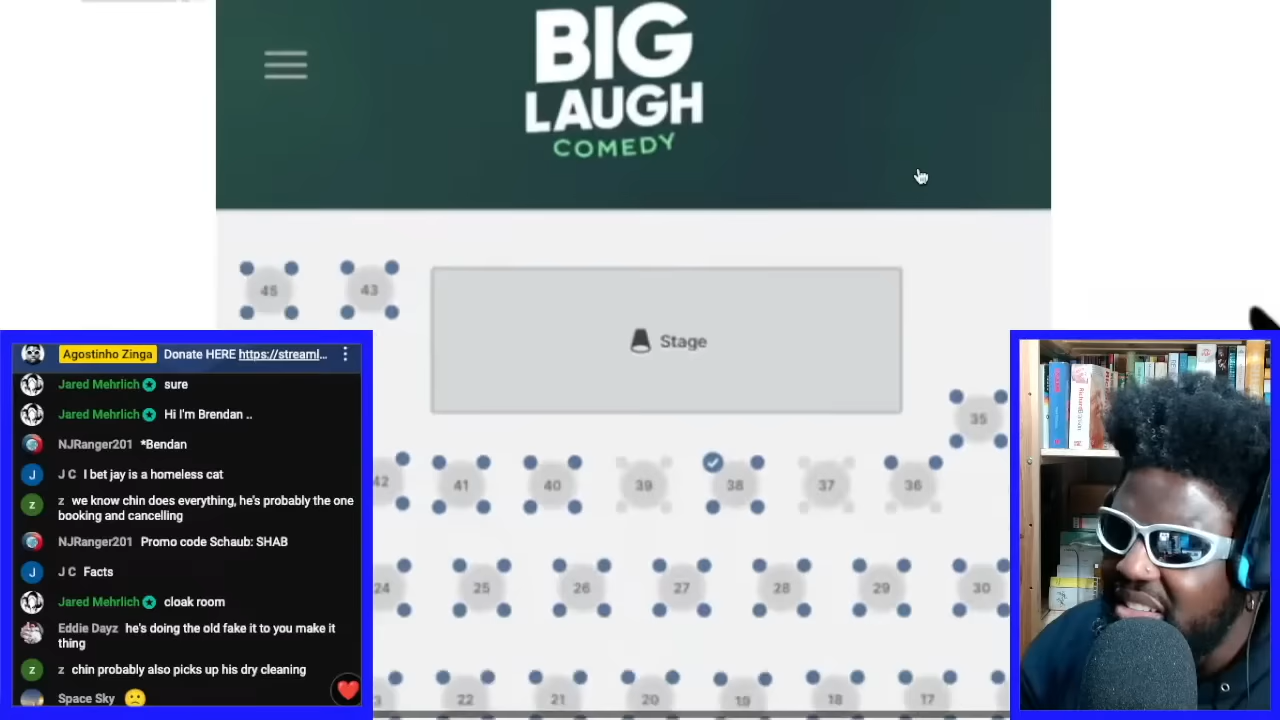 BIG
LAUGH
COMEDY
45
43
Stage
35
42
41
40
39
38
37
36
24
25
26
27
28
29
30
22
21
20
19
18
17
Agostinho Zinga Donate HERE https://streaml...
Jared Mehrlich sure
Jared Mehrlich Hi I'm Brendan ..
NJRanger201 *Bendan
J J C I bet jay is a homeless cat
z z we know chin does everything, he's probably the one
booking and cancelling
NJRanger201 Promo code Schaub: SHAB
J J C Facts
Jared Mehrlich cloak room
Eddie Dayz he's doing the old fake it to you make it
thing
z z chin probably also picks up his dry cleaning
Space Sky